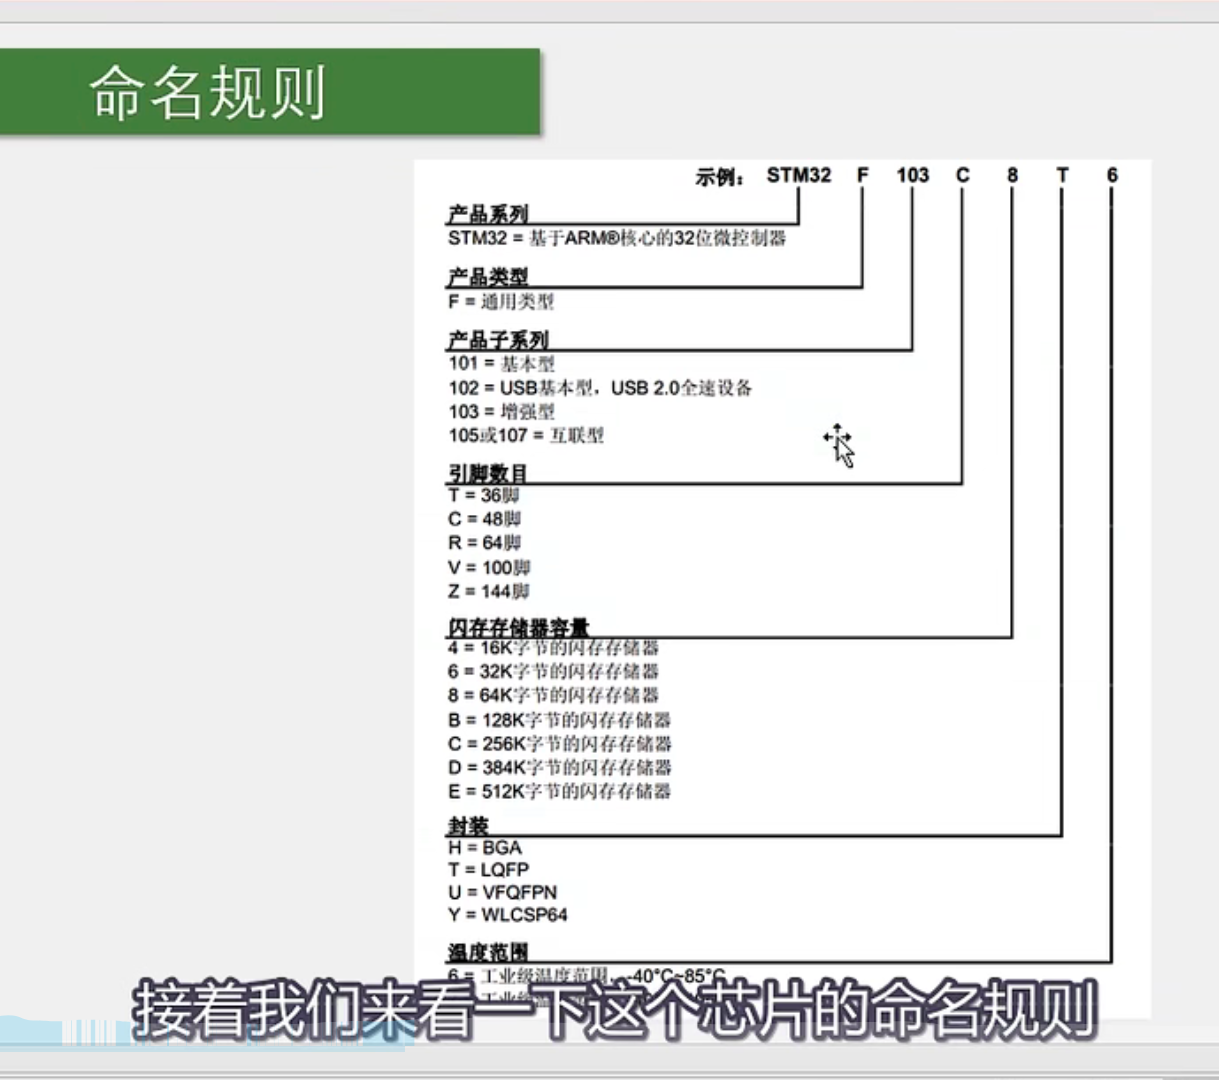 命名规则
示例： STM32 F 103 C 8 T 6
产品系列
STM32 = 基于ARM®核心的32位微控制器
产品类型
F = 通用类型
产品子系列
101 = 基本型
102 = USB基本型，USB 2.0全速设备
103 = 增强型
105或107 = 互联型
引脚数目
T = 36脚
C = 48脚
R = 64脚
V = 100脚
Z = 144脚
闪存存储器容量
4 = 16K字节的闪存存储器
6 = 32K字节的闪存存储器
8 = 64K字节的闪存存储器
B = 128K字节的闪存存储器
C = 256K字节的闪存存储器
D = 384K字节的闪存存储器
E = 512K字节的闪存存储器
封装
H = BGA
T = LQFP
U = VFQFPN
Y = WLCSP64
温度范围
6 = 工业级温度范围，-40°C~85°C
接着我们来看一下这个芯片的命名规则